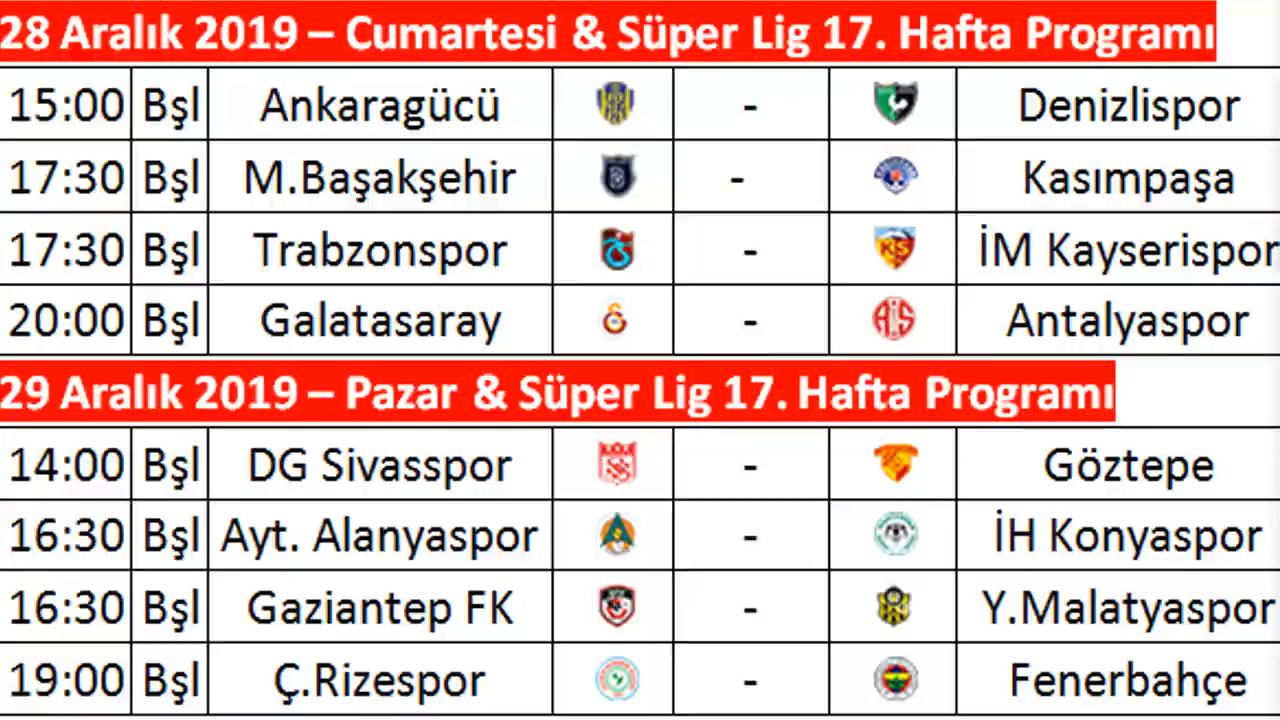 28 Aralık 2019 – Cumartesi & Süper Lig 17. Hafta Programı
15:00 Bşl Ankaragücü - Denizlispor
17:30 Bşl M.Başakşehir - Kasımpaşa
17:30 Bşl Trabzonspor - İM Kayserispor
20:00 Bşl Galatasaray - Antalyaspor
29 Aralık 2019 – Pazar & Süper Lig 17. Hafta Programı
14:00 Bşl DG Sivasspor - Göztepe
16:30 Bşl Ayt. Alanyaspor - İH Konyaspor
16:30 Bşl Gaziantep FK - Y.Malatyaspor
19:00 Bşl Ç.Rizespor - Fenerbahçe